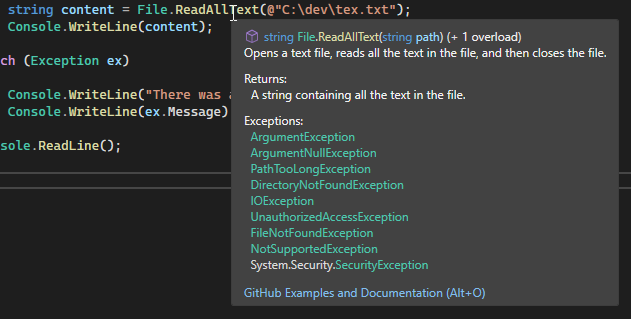 string content = File.ReadAllText(@"C:\dev\tex.txt");
Console.WriteLine(content);
ch (Exception ex)
Console.WriteLine("There was a
Console.WriteLine(ex.Message)
sole.ReadLine();
string File.ReadAllText(string path) (+ 1 overload)
Opens a text file, reads all the text in the file, and then closes the file.
Returns:
A string containing all the text in the file.
Exceptions:
ArgumentException
ArgumentNullException
PathTooLongException
DirectoryNotFoundException
IOException
UnauthorizedAccessException
FileNotFoundException
NotSupportedException
System.Security.SecurityException
GitHub Examples and Documentation (Alt+O)